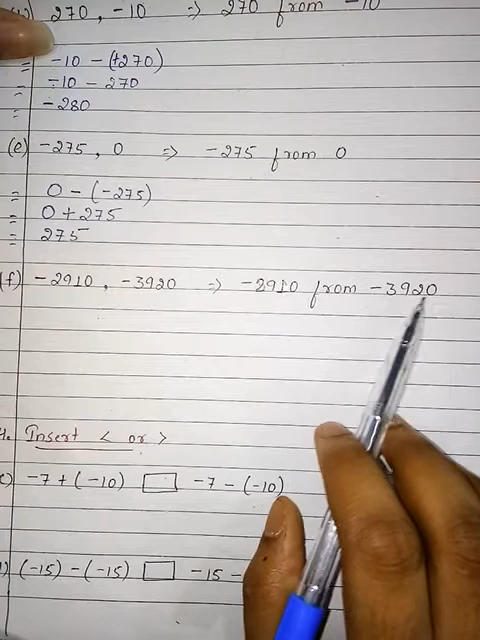 270, -10 => 270 from -10
= -10 - (+270)
= -10 - 270
= -280
(e) -275, 0 => -275 from 0
= 0 - (-275)
= 0 + 275
= 275
(f) -2910, -3920 => -2910 from -3920
4. Insert < or >
-7 + (-10) □ -7 - (-10)
(-15) - (-15) □ -15 -